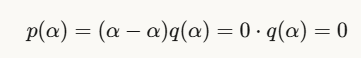 p(α) = (α − α)q(α) = 0 · q(α) = 0